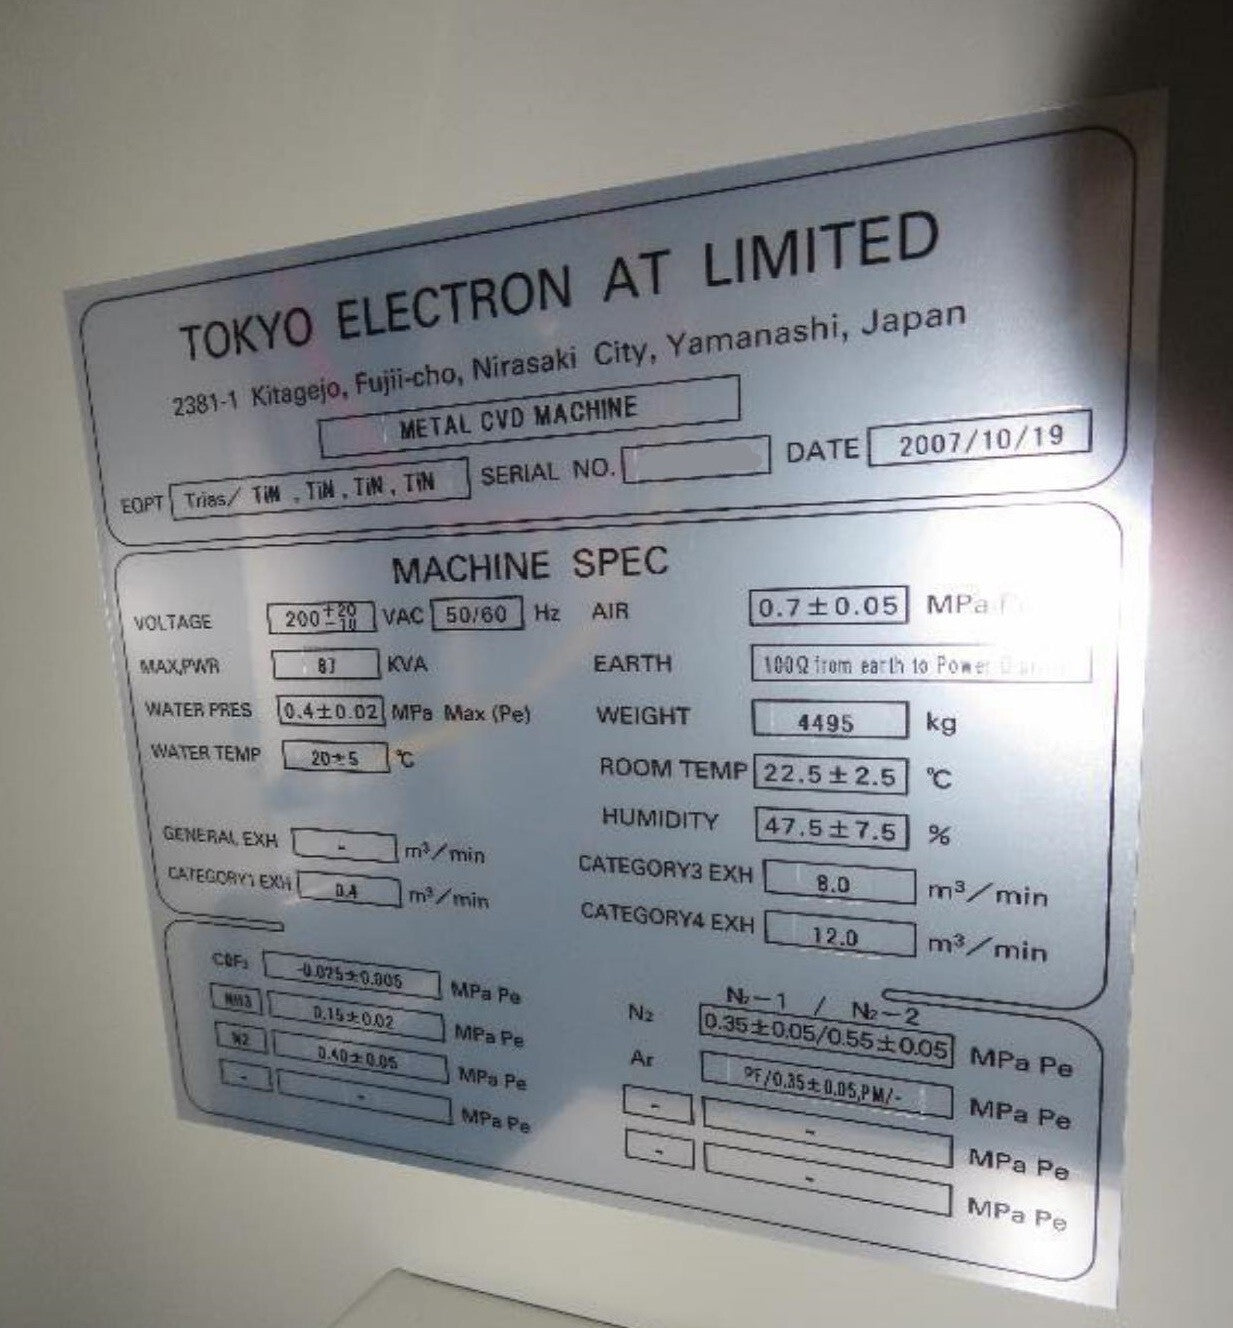 TOKYO ELECTRON AT LIMITED
2381-1 Kitagejo, Fujii-cho, Nirasaki City, Yamanashi, Japan
METAL CVD MACHINE
EQPT Trias/ TiN , TiN , TiN , TiN SERIAL NO. DATE 2007/10/19
MACHINE SPEC
VOLTAGE 200 +20 -10 VAC 50/60 Hz
MAX,PWR 87 KVA
WATER PRES 0.4±0.02 MPa Max (Pe)
WATER TEMP 20±5 ℃
GENERAL EXH - m³/min
CATEGORY1 EXH 0.4 m³/min
AIR 0.7±0.05 MPa
EARTH 100Ω from earth to Power
WEIGHT 4495 kg
ROOM TEMP 22.5±2.5 ℃
HUMIDITY 47.5±7.5 %
CATEGORY3 EXH 8.0 m³/min
CATEGORY4 EXH 12.0 m³/min
-0.025±0.005 MPa Pe
NH3 0.15±0.02 MPa Pe
N2 0.40±0.05 MPa Pe
- - MPa Pe
N₂-1 / N₂-2
N₂ 0.35±0.05/0.55±0.05 MPa Pe
Ar PF/0.35±0.05,PM/- MPa Pe
- - MPa Pe
- - MPa Pe